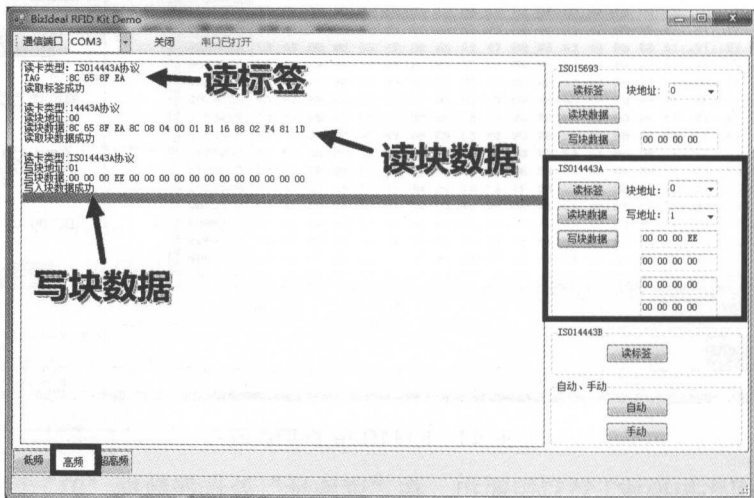 BizIdeal RFID Kit Demo
通信端口 COM3 关闭 串口已打开
读卡类型: ISO14443A协议
TAG :8C 65 8F EA
读取标签成功
读标签
读卡类型:14443A协议
读块地址:00
读块数据:8C 65 8F EA 8C 08 04 00 01 B1 16 88 02 F4 81 1D
读取块数据成功
读块数据
读卡类型:ISO14443A协议
写块地址:01
写块数据:00 00 00 EE 00 00 00 00 00 00 00 00 00 00 00 00
写入块数据成功
写块数据
ISO15693
读标签 块地址: 0
读块数据
写块数据 00 00 00 00
ISO14443A
读标签 块地址: 0
读块数据 写地址: 1
写块数据 00 00 00 EE
00 00 00 00
00 00 00 00
00 00 00 00
ISO14443B
读标签
自动、手动
自动
手动
低频 高频 超高频